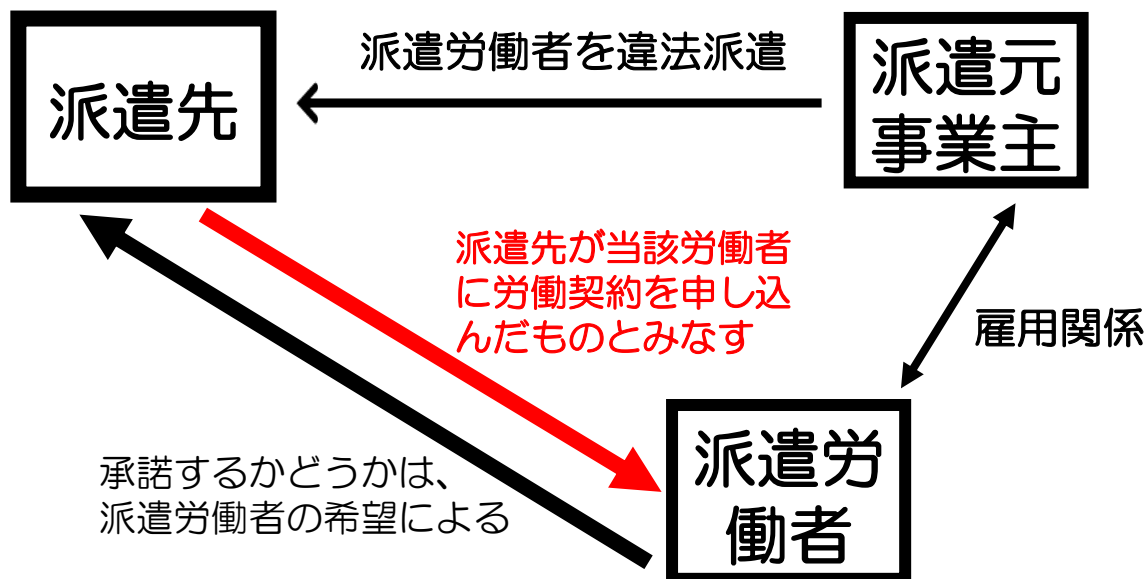 派遣労働者を違法派遣
派遣先
派遣元
事業主
派遣先が当該労働者
に労働契約を申し込
んだものとみなす
雇用関係
承諾するかどうかは、
派遣労働者の希望による
派遣労
働者